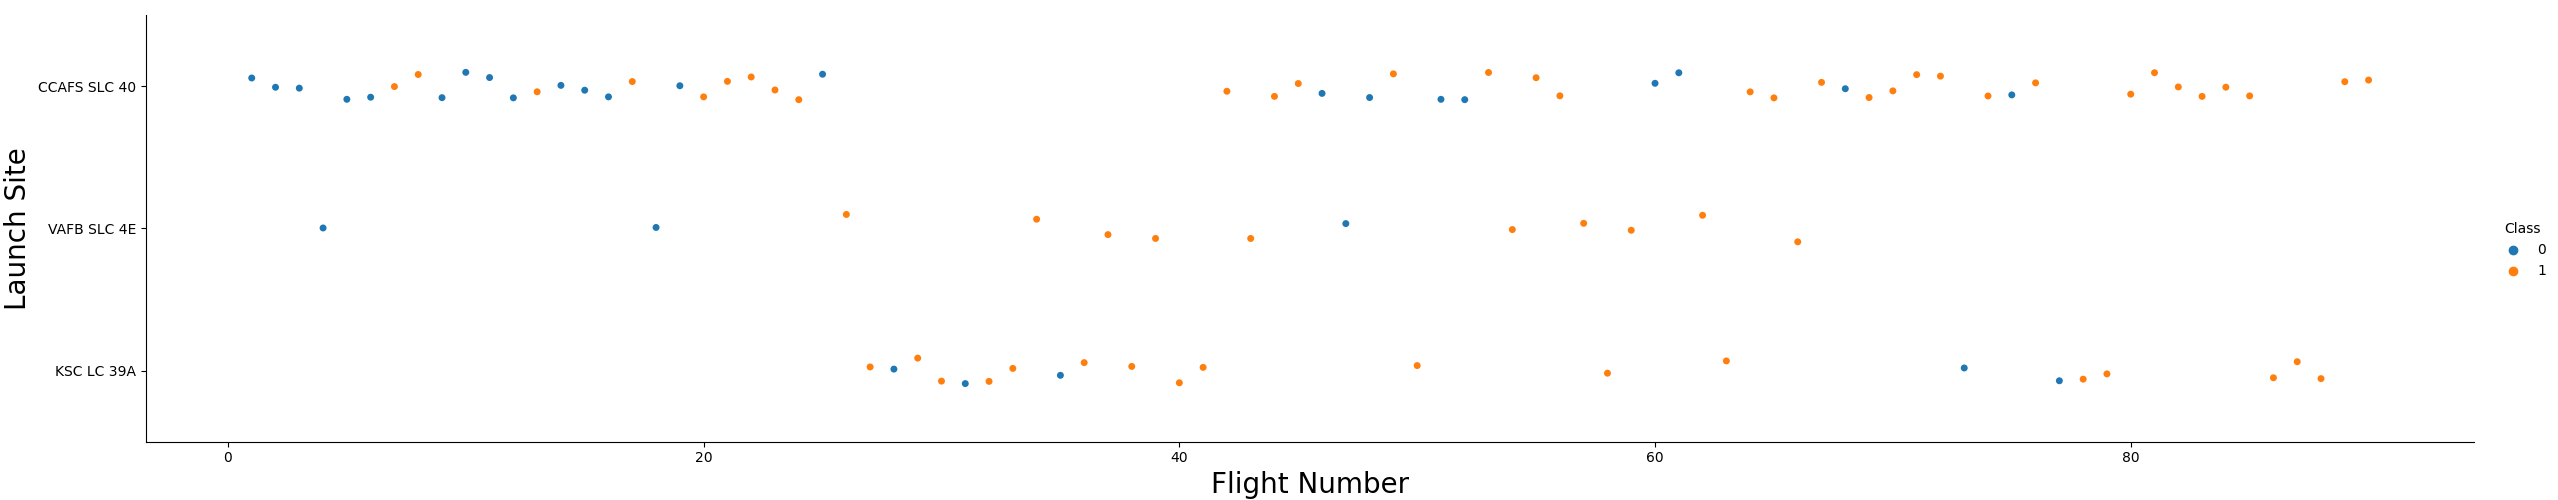 Launch Site
CCAFS SLC 40
VAFB SLC 4E
KSC LC 39A
0 20 40 60 80
Flight Number
Class
0
1